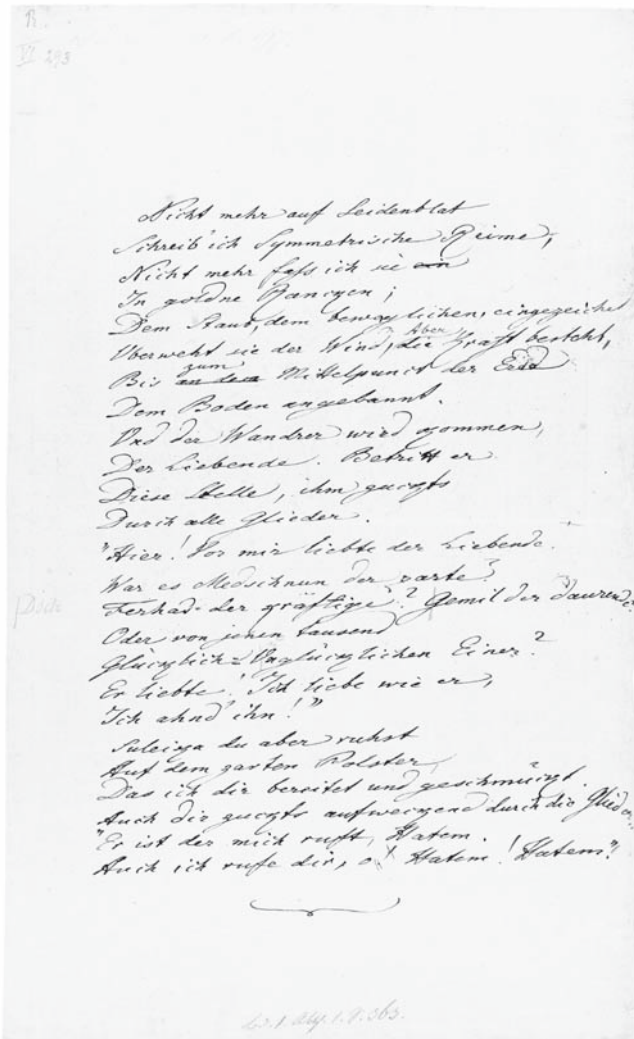 R.
VI 293
Nicht mehr auf Seidenblat
Schreib' ich Symmetrische Reime,
Nicht mehr fass ich sie ein
In goldne Rancken;
Dem Staub, dem beweglichen, eingezeichnet
Überweht sie der Wind, die Aber Kraft besteht,
Bis an den zum Mittelpunct der Erde
Dem Boden angebannt.
Und der Wandrer wird kommen,
Der Liebende. Betritt er
Diese Stelle, ihm zuckts
Durch alle Glieder.
"Hier! Vor mir liebte der Liebende.
War es Medschnun der zarte?
Ferhad der kräftige? Gemil der daurende?
Oder von jenen tausend
Glücklich=Unglücklichen Einer?
Er liebte! Ich liebe wie er,
Ich ahnd' ihn!"
Suleika du aber ruhst
Auf dem zarten Polster,
Das ich dir bereitet und geschmückt.
Auch dir zuckts aufweckend durch die Glieder.
"Er ist der mich ruft, Hatem.
Auch ich rufe dir, o! Hatem! Hatem"!